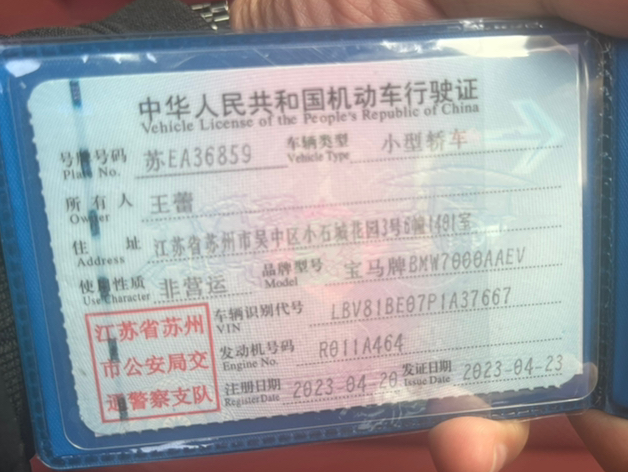 中华人民共和国机动车行驶证
Vehicle License of the People's Republic of China
号牌号码 苏EA36859 车辆类型 小型轿车
Plate No. Vehicle Type
所有人 王蕾
Owner
住址 江苏省苏州市吴中区小石城花园3号6幢1491室
Address
使用性质 非营运 品牌型号 宝马牌BMW7000AAEV
Use Character Model
江苏省苏州 车辆识别代号 LBV81BE07P1A37667
VIN
市公安局交 发动机号码 R011A464
Engine No.
通警察支队 注册日期 2023-04-20 发证日期 2023-04-23
Register Date Issue Date